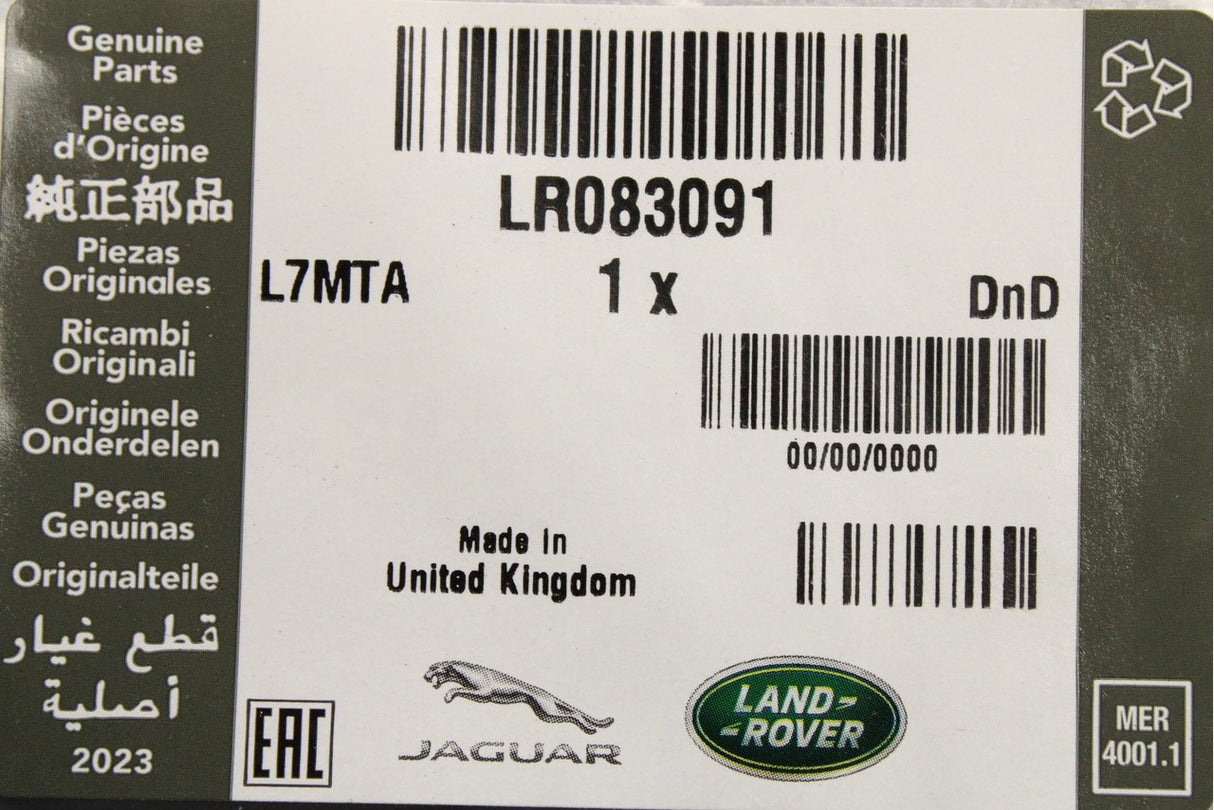 Genuine
Parts
Pièces
d'Origine
純正部品
Piezas
Originales
Ricambi
Originali
Originele
Onderdelen
Peças
Genuinas
Originalteile
قطع غيار
أصلية
2023
LR083091
L7MTA 1 x DnD
00/00/0000
Made in
United Kingdom
EAC
JAGUAR
LAND-
-ROVER
MER
4001.1